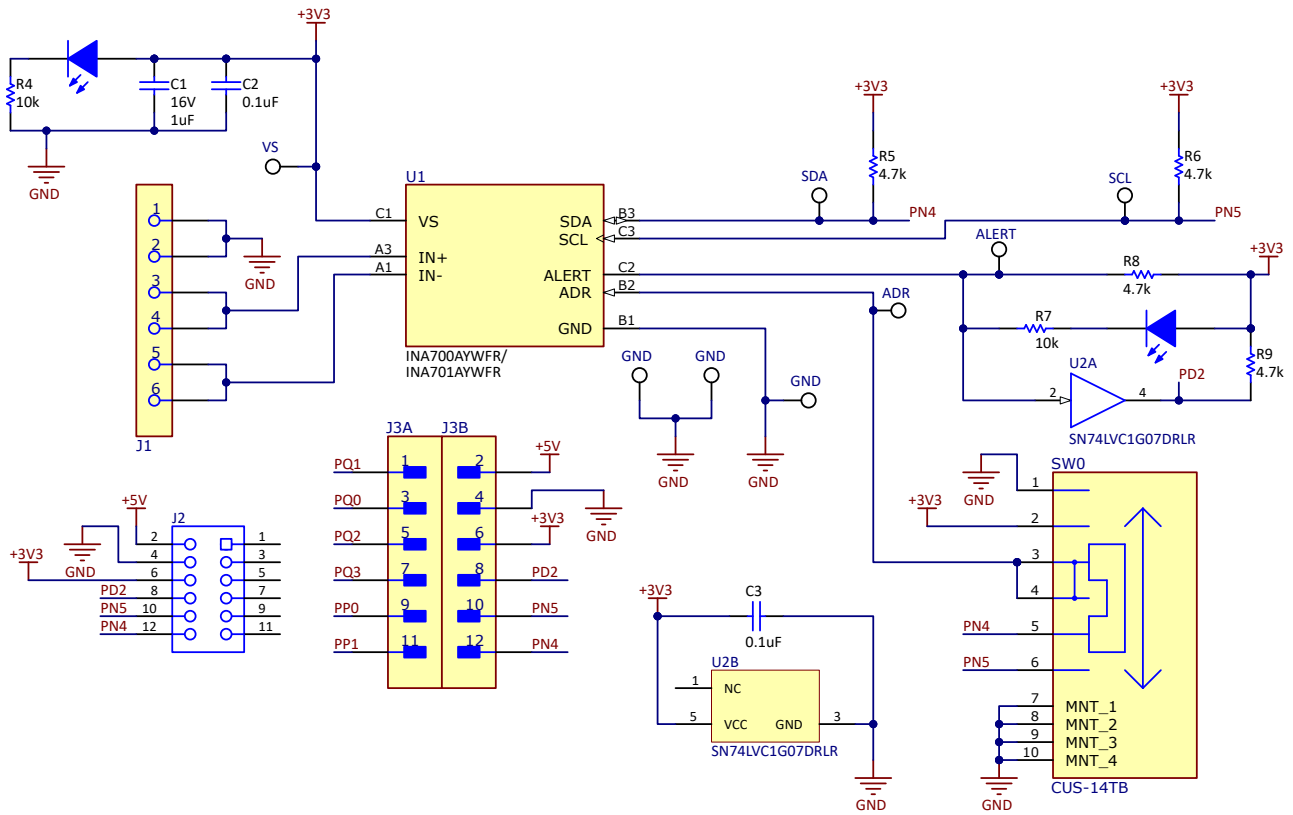 +3V3
R4
10k
C1
16V
1uF
C2
0.1uF
GND
VS
+3V3
R5
4.7k
SDA
PN4
+3V3
R6
4.7k
SCL
PN5
U1
C1
VS
A3
IN+
A1
IN-
SDA
B3
SCL
C3
ALERT
C2
ADR
B2
GND
B1
INA700AYWFR/
INA701AYWFR
1
2
3
4
5
6
J1
GND
ALERT
+3V3
R8
4.7k
ADR
R7
10k
R9
4.7k
U2A
PD2
2
4
SN74LVC1G07DRLR
GND
GND
GND
GND
GND
J3A
J3B
PQ1
1
2
+5V
PQ0
3
4
GND
PQ2
5
6
+3V3
PQ3
7
8
PD2
PP0
9
10
PN5
PP1
11
12
PN4
+5V
J2
GND
+3V3
2
1
4
3
6
5
PD2
8
7
PN5
10
9
PN4
12
11
+3V3
C3
0.1uF
U2B
1
NC
5
VCC
GND
3
SN74LVC1G07DRLR
GND
SW0
GND
1
+3V3
2
3
4
PN4
5
PN5
6
7
MNT_1
8
MNT_2
9
MNT_3
10
MNT_4
GND
CUS-14TB